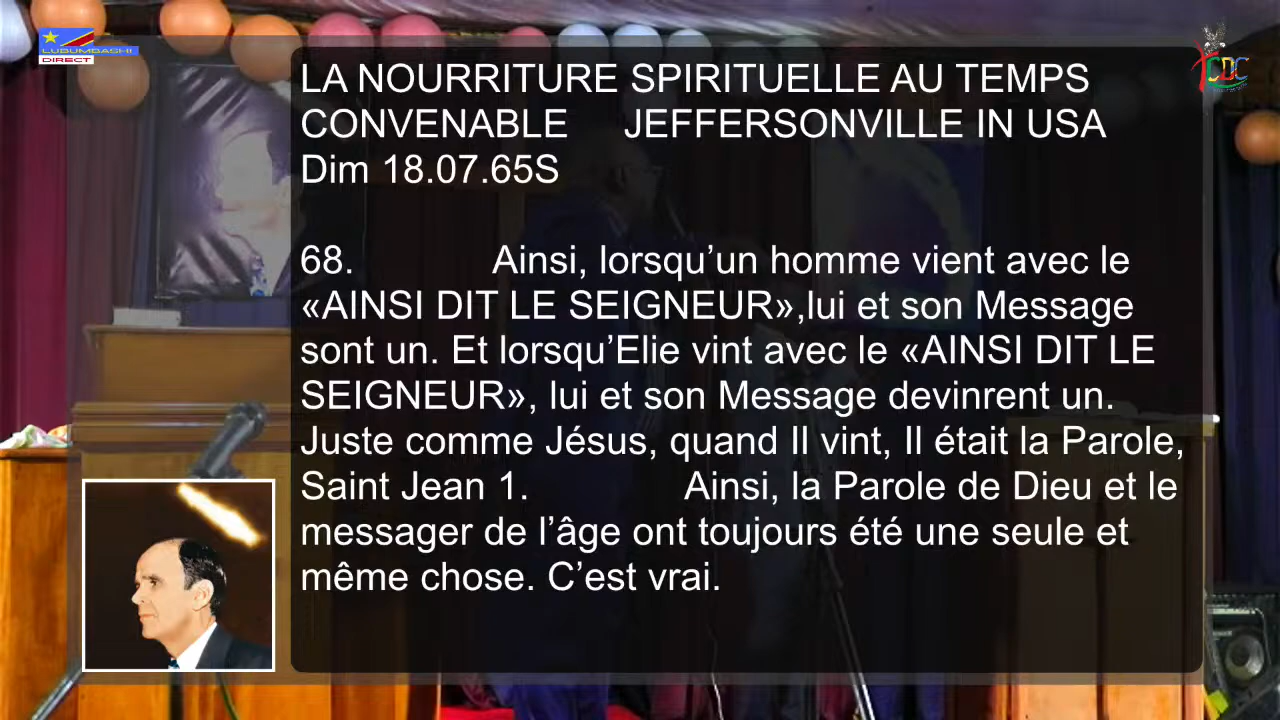 LUBUMBASHI
DIRECT
CDC
LA NOURRITURE SPIRITUELLE AU TEMPS
CONVENABLE JEFFERSONVILLE IN USA
Dim 18.07.65S
68. Ainsi, lorsqu’un homme vient avec le
«AINSI DIT LE SEIGNEUR»,lui et son Message
sont un. Et lorsqu’Elie vint avec le «AINSI DIT LE
SEIGNEUR», lui et son Message devinrent un.
Juste comme Jésus, quand Il vint, Il était la Parole,
Saint Jean 1. Ainsi, la Parole de Dieu et le
messager de l’âge ont toujours été une seule et
même chose. C’est vrai.